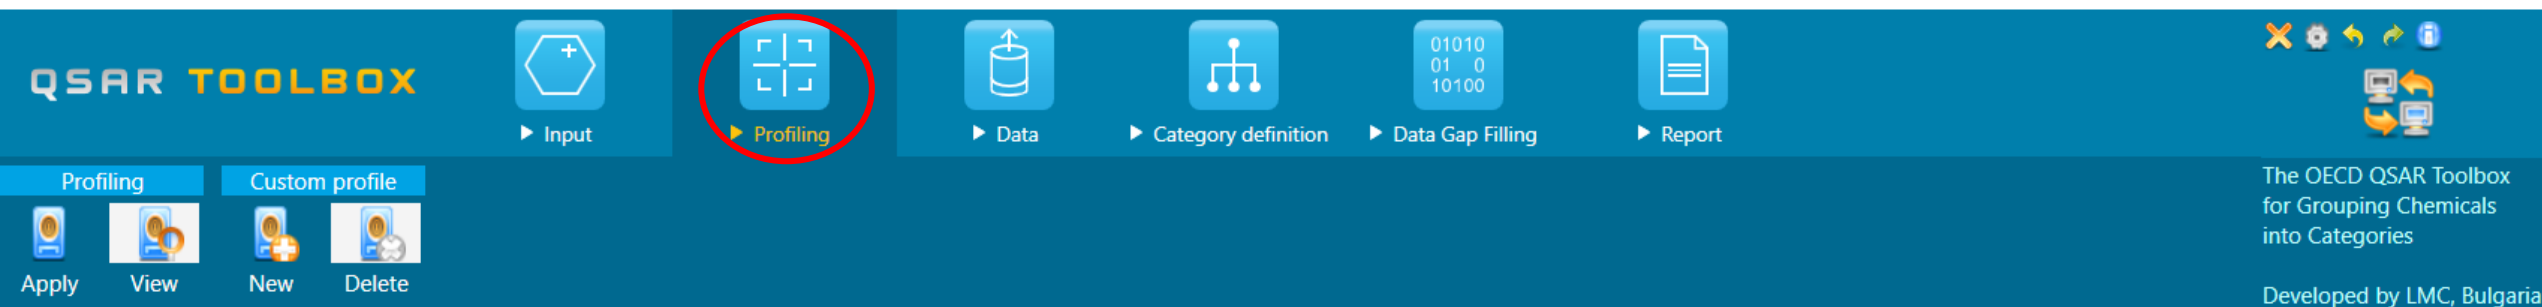 QSAR TOOLBOX
01010
01 0
10100
Input
Profiling
Data
Category definition
Data Gap Filling
Report
Profiling
Custom profile
Apply
View
New
Delete
The OECD QSAR Toolbox
for Grouping Chemicals
into Categories
Developed by LMC, Bulgaria